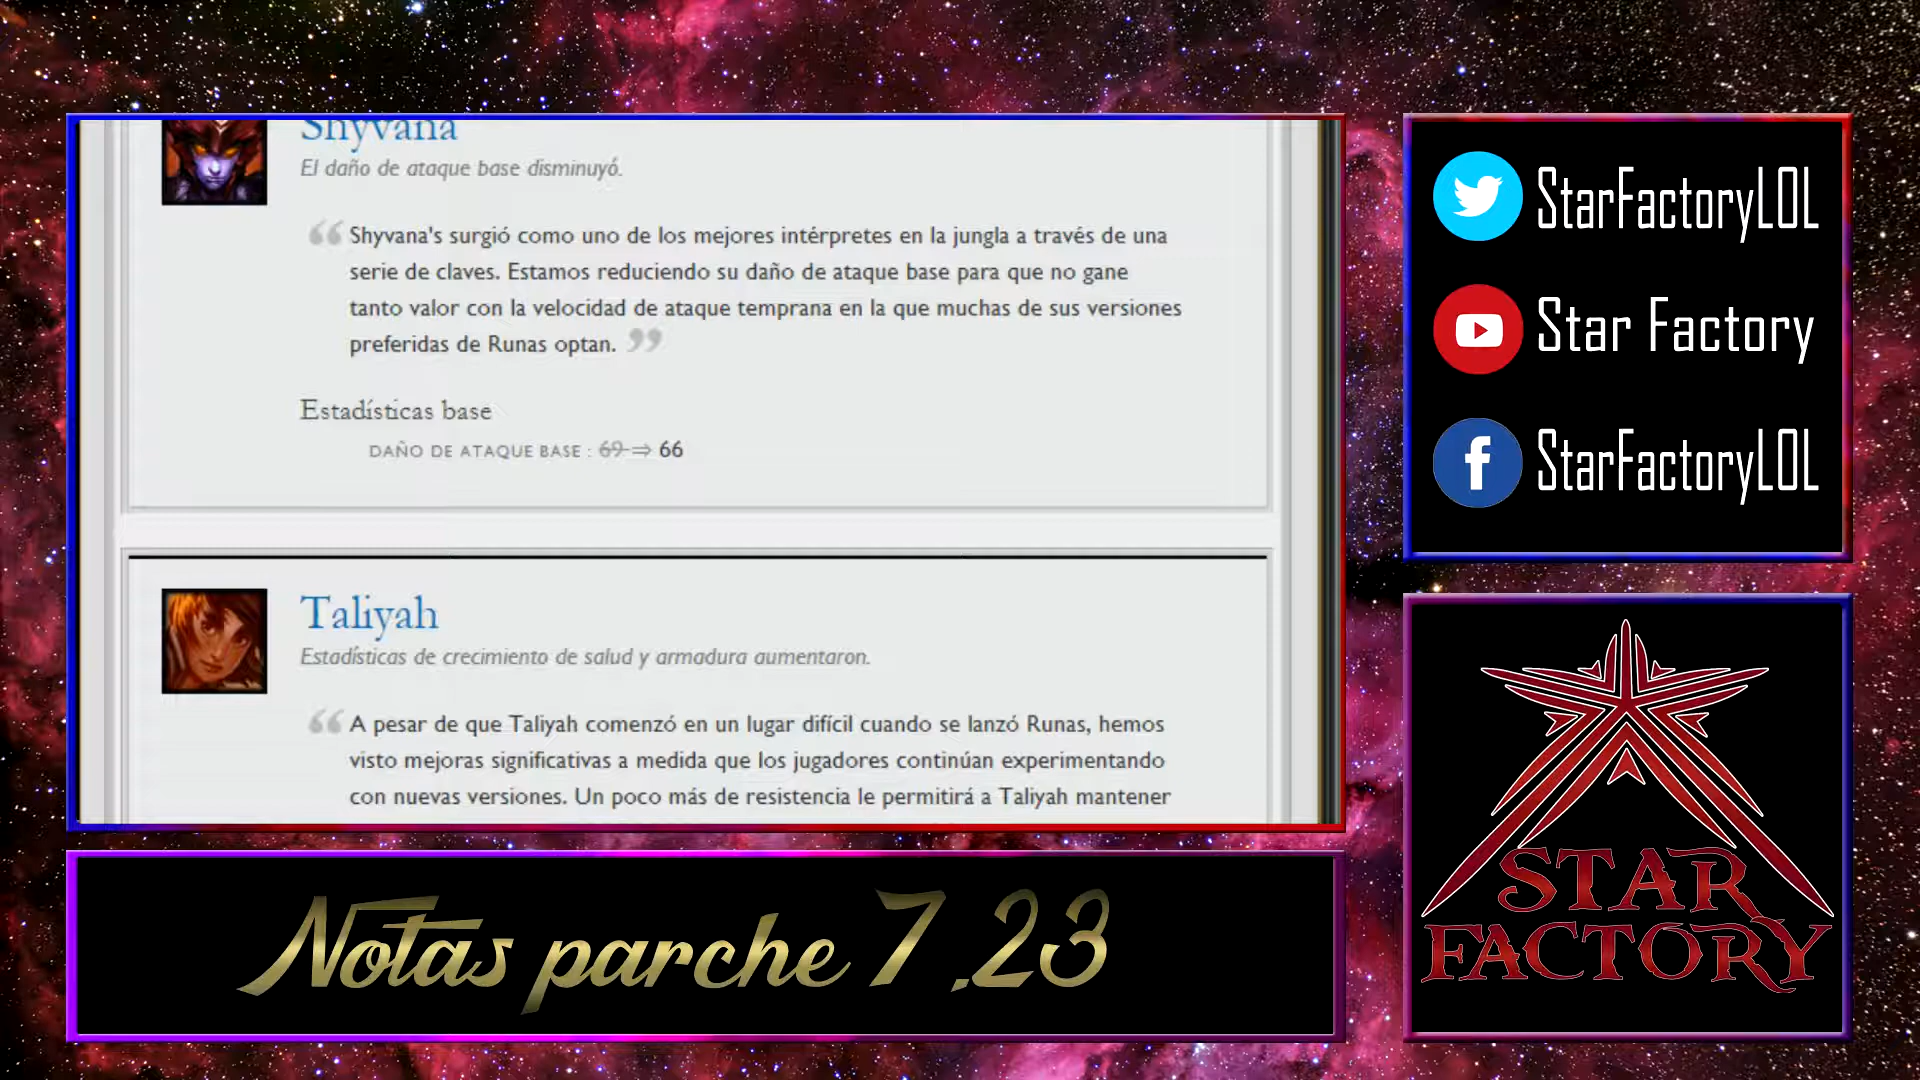 Shyvana
El daño de ataque base disminuyó.
“ Shyvana's surgió como uno de los mejores intérpretes en la jungla a través de una
serie de claves. Estamos reduciendo su daño de ataque base para que no gane
tanto valor con la velocidad de ataque temprana en la que muchas de sus versiones
preferidas de Runas optan. ”
Estadísticas base
DAÑO DE ATAQUE BASE : 69 ⇒ 66
Taliyah
Estadísticas de crecimiento de salud y armadura aumentaron.
“ A pesar de que Taliyah comenzó en un lugar difícil cuando se lanzó Runas, hemos
visto mejoras significativas a medida que los jugadores continúan experimentando
con nuevas versiones. Un poco más de resistencia le permitirá a Taliyah mantener
Notas parche 7.23
StarFactoryLOL
Star Factory
StarFactoryLOL
STAR
FACTORY